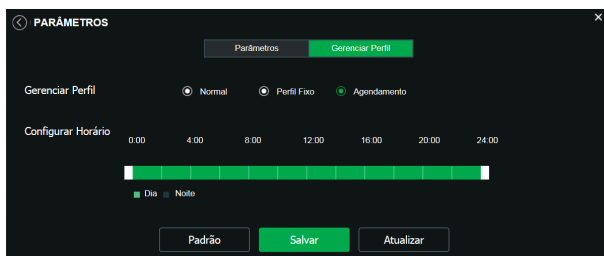 PARÂMETROS
Parâmetros Gerenciar Perfil
Gerenciar Perfil Normal Perfil Fixo Agendamento
Configurar Horário
0:00 4:00 8:00 12:00 16:00 20:00 24:00
Dia Noite
Padrão Salvar Atualizar